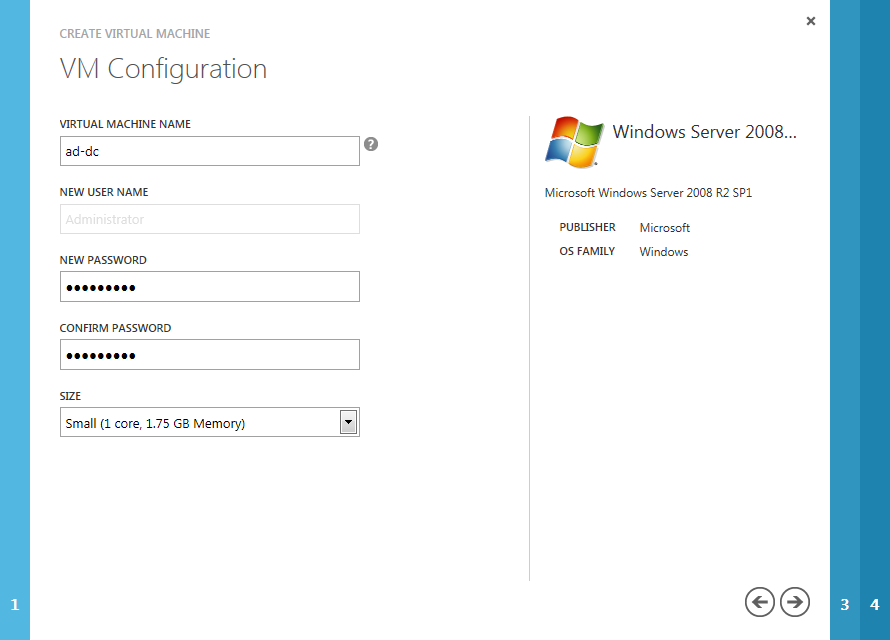 CREATE VIRTUAL MACHINE
VM Configuration
VIRTUAL MACHINE NAME
ad-dc
?
NEW USER NAME
Administrator
NEW PASSWORD
●●●●●●●●●
CONFIRM PASSWORD
●●●●●●●●●
SIZE
Small (1 core, 1.75 GB Memory)
Windows Server 2008...
Microsoft Windows Server 2008 R2 SP1
PUBLISHER Microsoft
OS FAMILY Windows
1
3
4